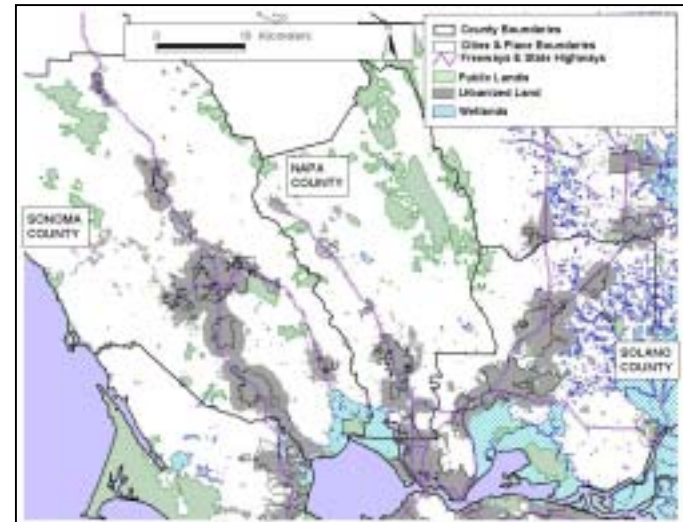 0 10 Kilometers
County Boundaries
Cities & Place Boundaries
Freeways & State Highways
Public Lands
Urbanized Land
Wetlands
NAPA
COUNTY
SONOMA
COUNTY
SOLANO
COUNTY